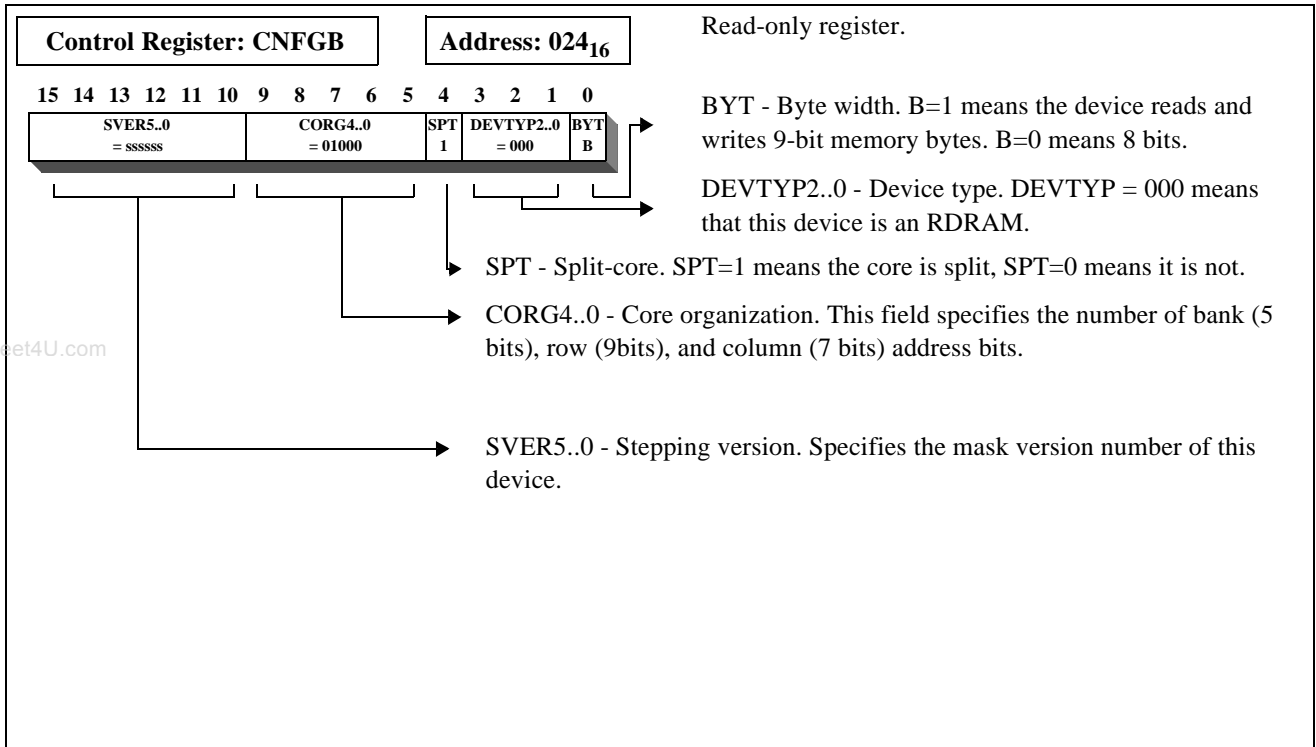 Control Register: CNFGB
Address: 024₁₆
Read-only register.
15 14 13 12 11 10 9 8 7 6 5 4 3 2 1 0
SVER5..0
= ssssss
CORG4..0
= 01000
SPT
1
DEVTYP2..0
= 000
BYT
B
BYT - Byte width. B=1 means the device reads and
writes 9-bit memory bytes. B=0 means 8 bits.
DEVTYP2..0 - Device type. DEVTYP = 000 means
that this device is an RDRAM.
SPT - Split-core. SPT=1 means the core is split, SPT=0 means it is not.
CORG4..0 - Core organization. This field specifies the number of bank (5
bits), row (9bits), and column (7 bits) address bits.
eet4U.com
SVER5..0 - Stepping version. Specifies the mask version number of this
device.